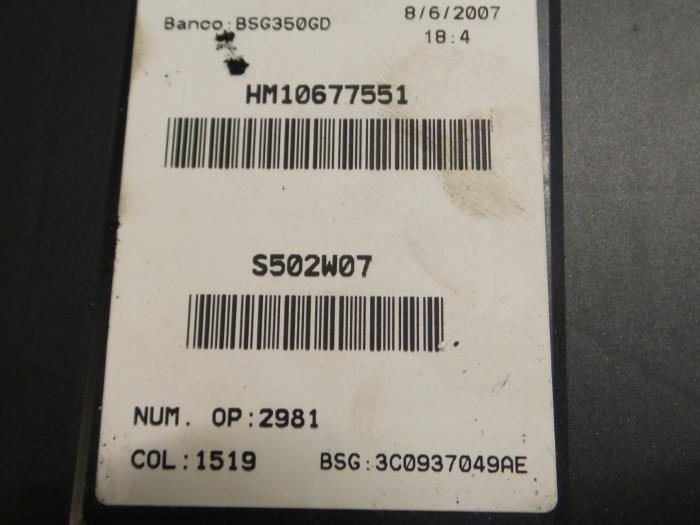 Banco:BSG350GD 8/6/2007
18:4
HM10677551
S502W07
NUM. OP:2981
COL:1519 BSG:3C0937049AE